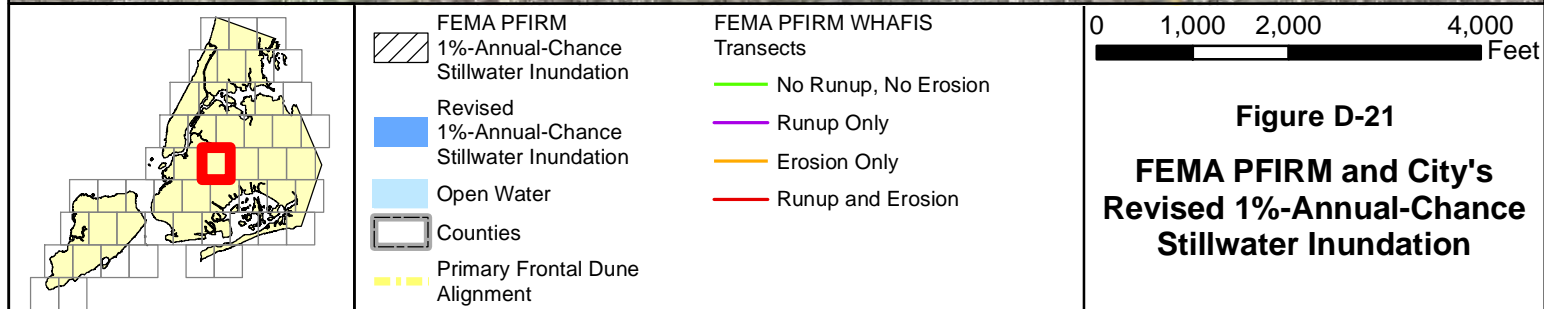 FEMA PFIRM
1%-Annual-Chance
Stillwater Inundation
Revised
1%-Annual-Chance
Stillwater Inundation
Open Water
Counties
Primary Frontal Dune
Alignment
FEMA PFIRM WHAFIS
Transects
No Runup, No Erosion
Runup Only
Erosion Only
Runup and Erosion
0 1,000 2,000 4,000
Feet
Figure D-21
FEMA PFIRM and City's
Revised 1%-Annual-Chance
Stillwater Inundation